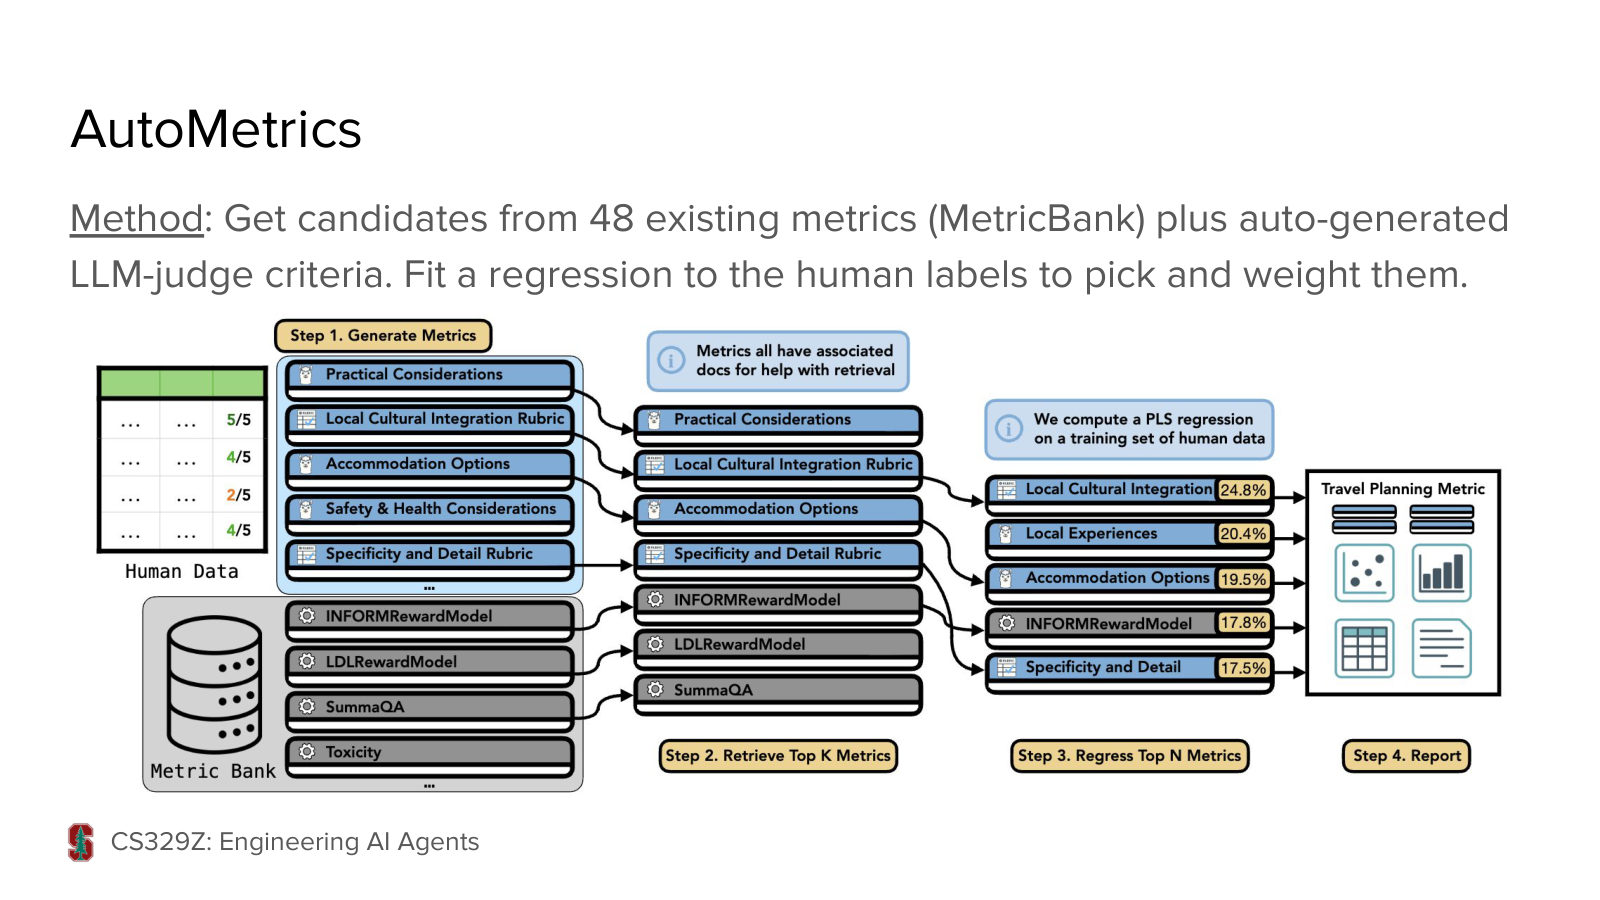 AutoMetrics
Method: Get candidates from 48 existing metrics (MetricBank) plus auto-generated
LLM-judge criteria. Fit a regression to the human labels to pick and weight them.
Step 1. Generate Metrics
... ... 5/5
... ... 4/5
... ... 2/5
... ... 4/5
Human Data
Practical Considerations
Local Cultural Integration Rubric
Accommodation Options
Safety & Health Considerations
Specificity and Detail Rubric
...
Metric Bank
INFORMRewardModel
LDLRewardModel
SummaQA
Toxicity
...
Metrics all have associated
docs for help with retrieval
Practical Considerations
Local Cultural Integration Rubric
Accommodation Options
Specificity and Detail Rubric
INFORMRewardModel
LDLRewardModel
SummaQA
Step 2. Retrieve Top K Metrics
We compute a PLS regression
on a training set of human data
Local Cultural Integration 24.8%
Local Experiences 20.4%
Accommodation Options 19.5%
INFORMRewardModel 17.8%
Specificity and Detail 17.5%
Step 3. Regress Top N Metrics
Travel Planning Metric
Step 4. Report
CS329Z: Engineering AI Agents